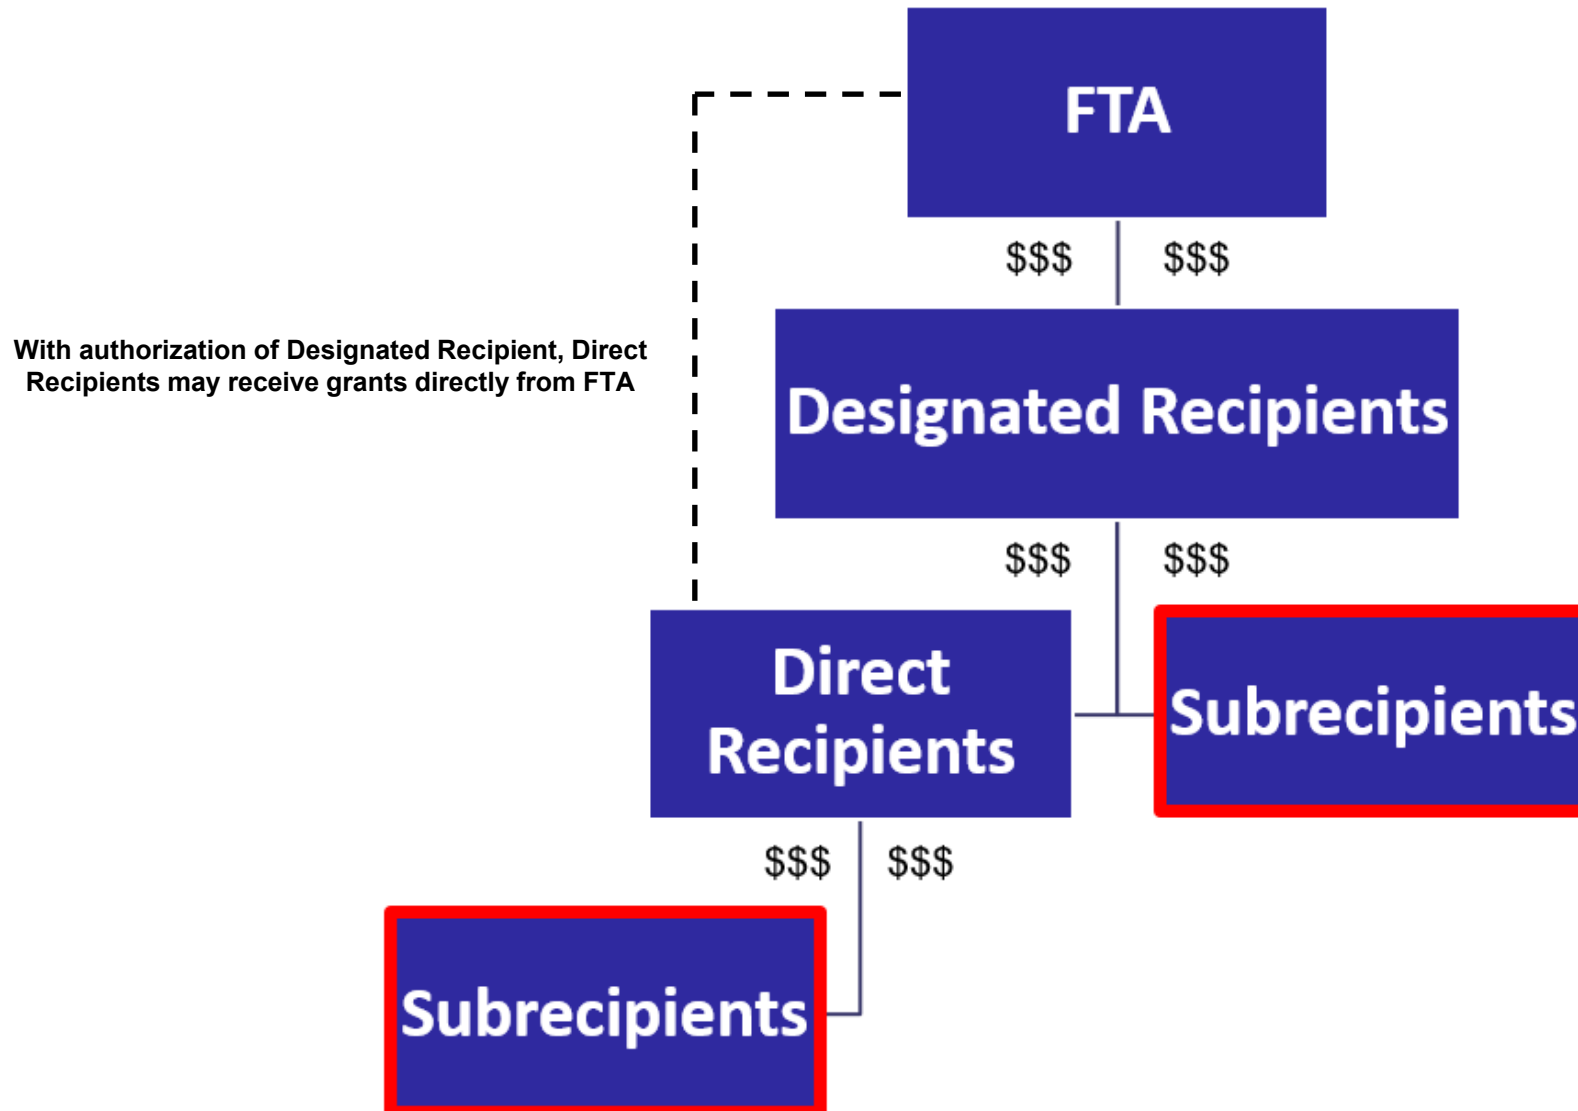 FTA
$$$ $$$
With authorization of Designated Recipient, Direct
Recipients may receive grants directly from FTA
Designated Recipients
$$$ $$$
Direct
Recipients
Subrecipients
$$$ $$$
Subrecipients